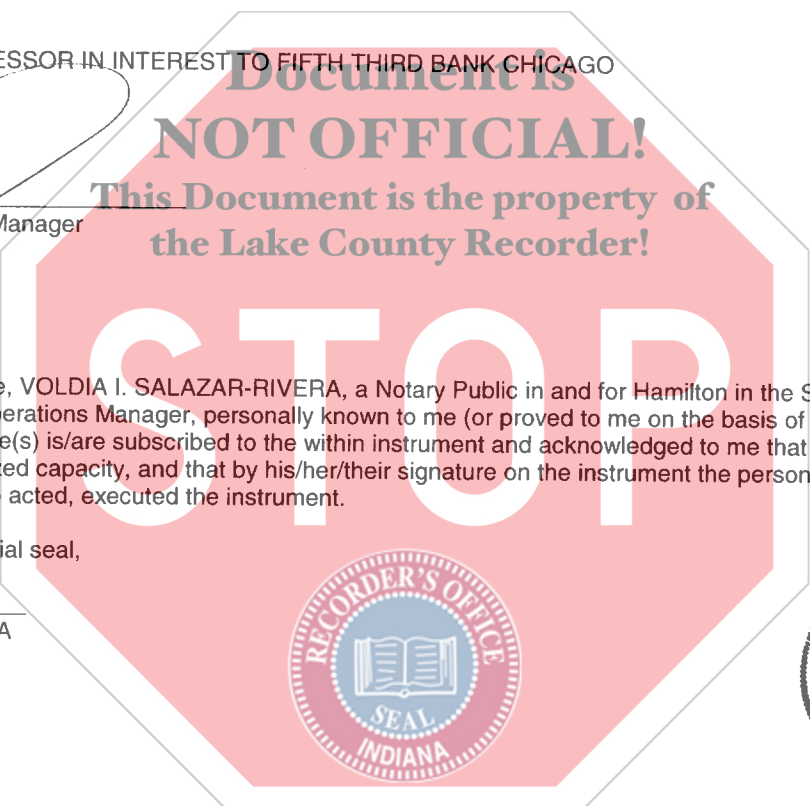 ESSOR IN INTEREST TO FIFTH THIRD BANK CHICAGO
Document is
NOT OFFICIAL!
This Document is the property of
Manager
the Lake County Recorder!
STOP
e, VOLDIA I. SALAZAR-RIVERA, a Notary Public in and for Hamilton in the S
erations Manager, personally known to me (or proved to me on the basis of
e(s) is/are subscribed to the within instrument and acknowledged to me that
zed capacity, and that by his/her/their signature on the instrument the person
acted, executed the instrument.
ial seal,
A
RECORDER'S OFFICE
SEAL
INDIANA